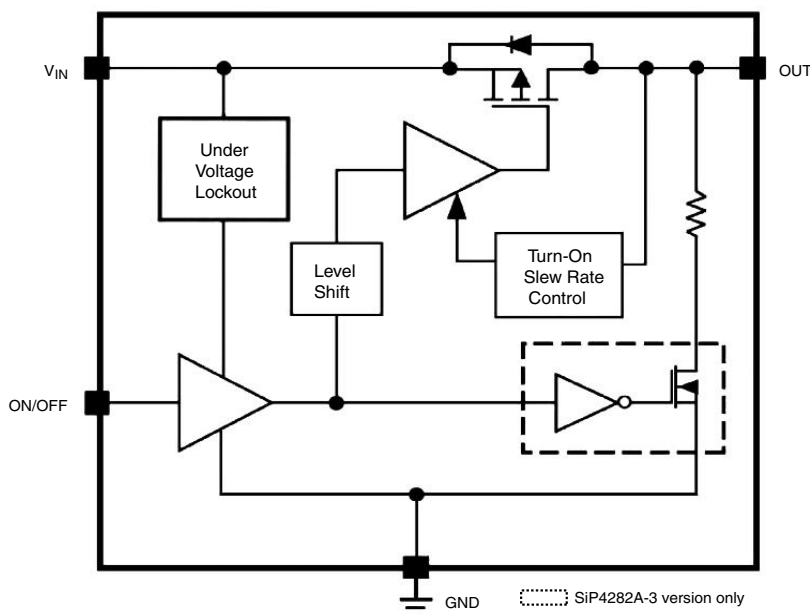 VIN
OUT
Under
Voltage
Lockout
Level
Shift
Turn-On
Slew Rate
Control
ON/OFF
GND
SiP4282A-3 version only